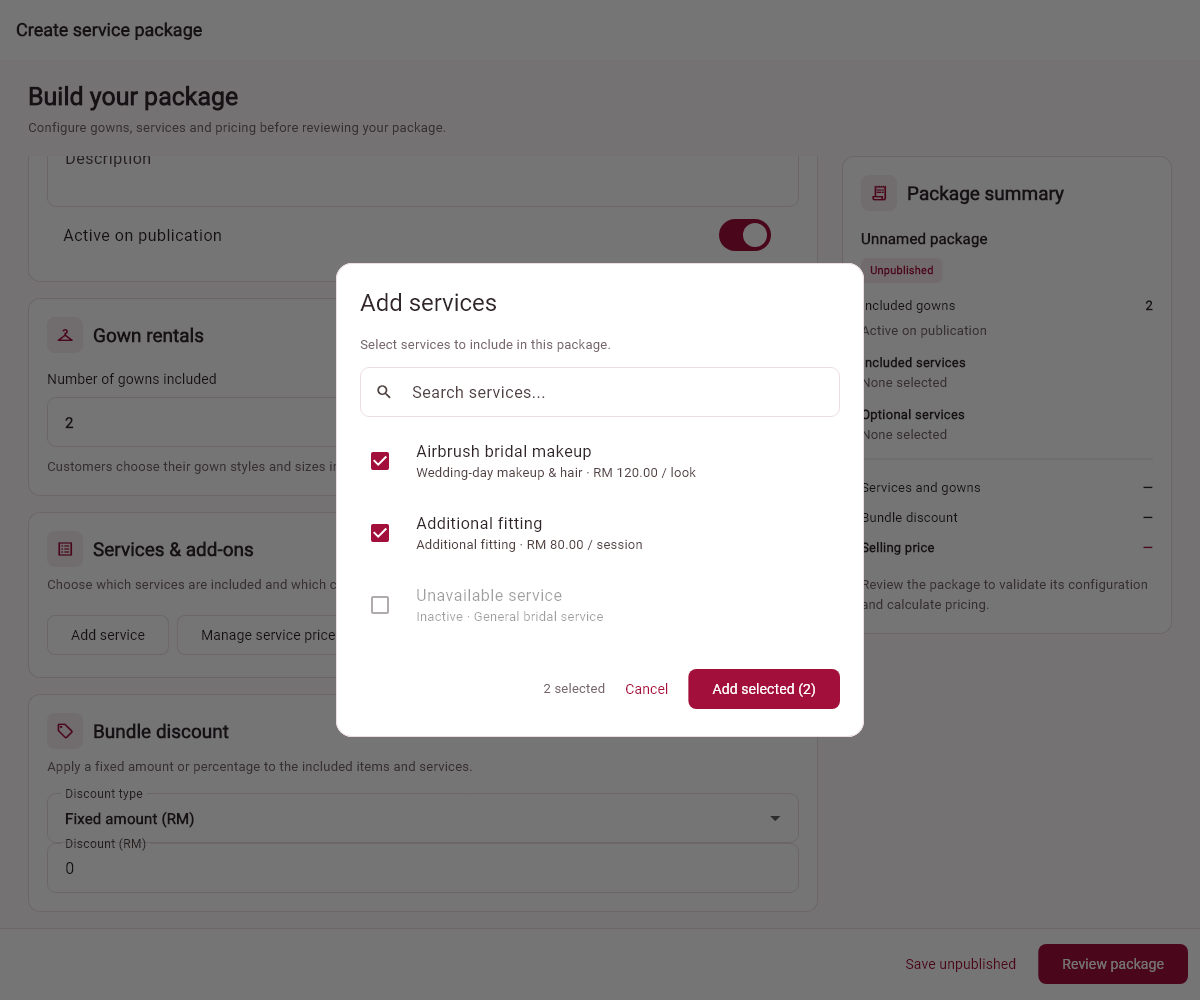 Create service package
Build your package
Configure gowns, services and pricing before reviewing your package.
Description
Active on publication
Gown rentals
Number of gowns included
2
Customers choose their gown styles and sizes
Services & add-ons
Choose which services are included and which
Add service
Manage service
Bundle discount
Apply a fixed amount or percentage to the included items and services.
Discount type
Fixed amount (RM)
Discount (RM)
0
Package summary
Unnamed package
Unpublished
Included gowns 2
Active on publication
Included services
None selected
Optional services
None selected
Services and gowns –
Bundle discount –
Selling price –
Review the package to validate its configuration
and calculate pricing.
Add services
Select services to include in this package.
Search services...
Airbrush bridal makeup
Wedding-day makeup & hair · RM 120.00 / look
Additional fitting
Additional fitting · RM 80.00 / session
Unavailable service
Inactive · General bridal service
2 selected
Cancel
Add selected (2)
Save unpublished
Review package